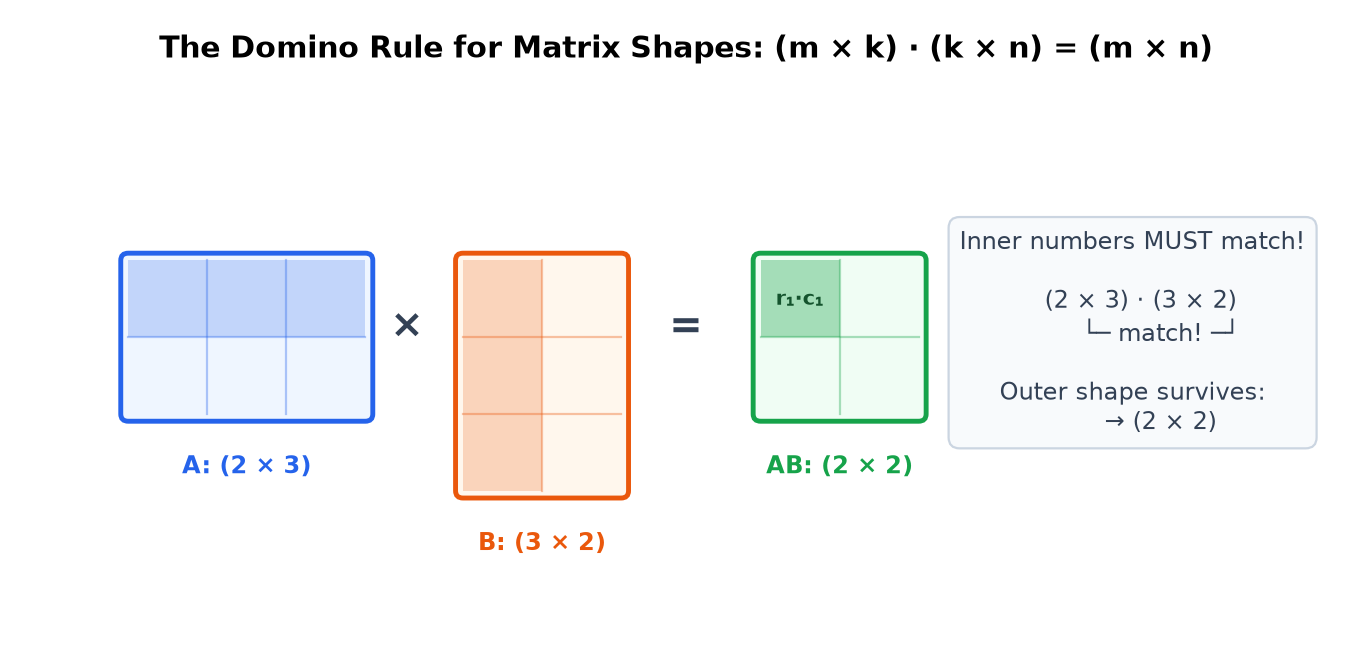 The Domino Rule for Matrix Shapes: (m × k) · (k × n) = (m × n)
×
=
r₁·c₁
A: (2 × 3)
B: (3 × 2)
AB: (2 × 2)
Inner numbers MUST match!
(2 × 3) · (3 × 2)
└─ match! ─┘
Outer shape survives:
→ (2 × 2)